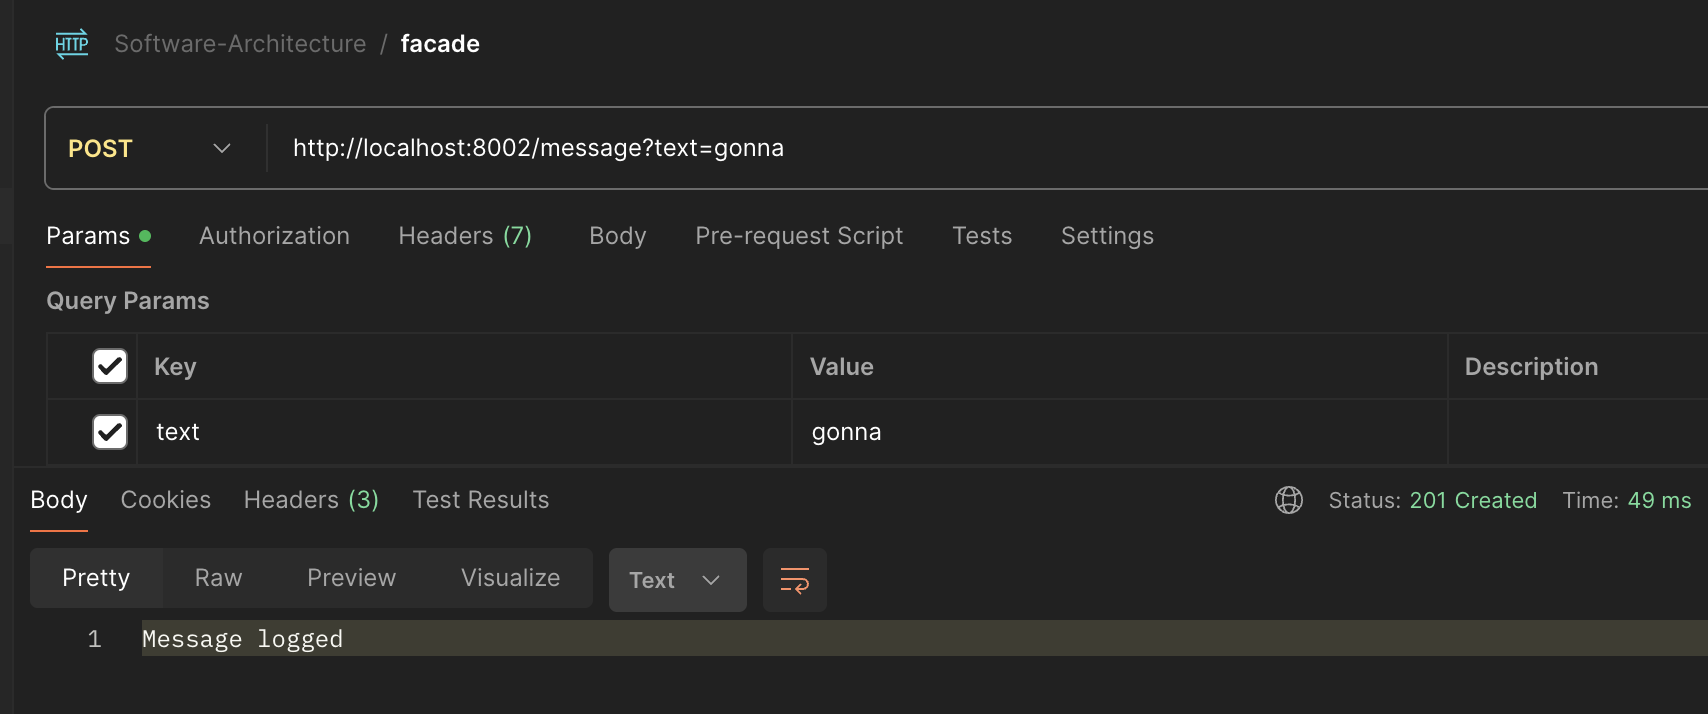 HTTP Software-Architecture / facade
POST http://localhost:8002/message?text=gonna
Params Authorization Headers (7) Body Pre-request Script Tests Settings
Query Params
Key Value Description
text gonna
Body Cookies Headers (3) Test Results Status: 201 Created Time: 49 ms
Pretty Raw Preview Visualize Text
1 Message logged